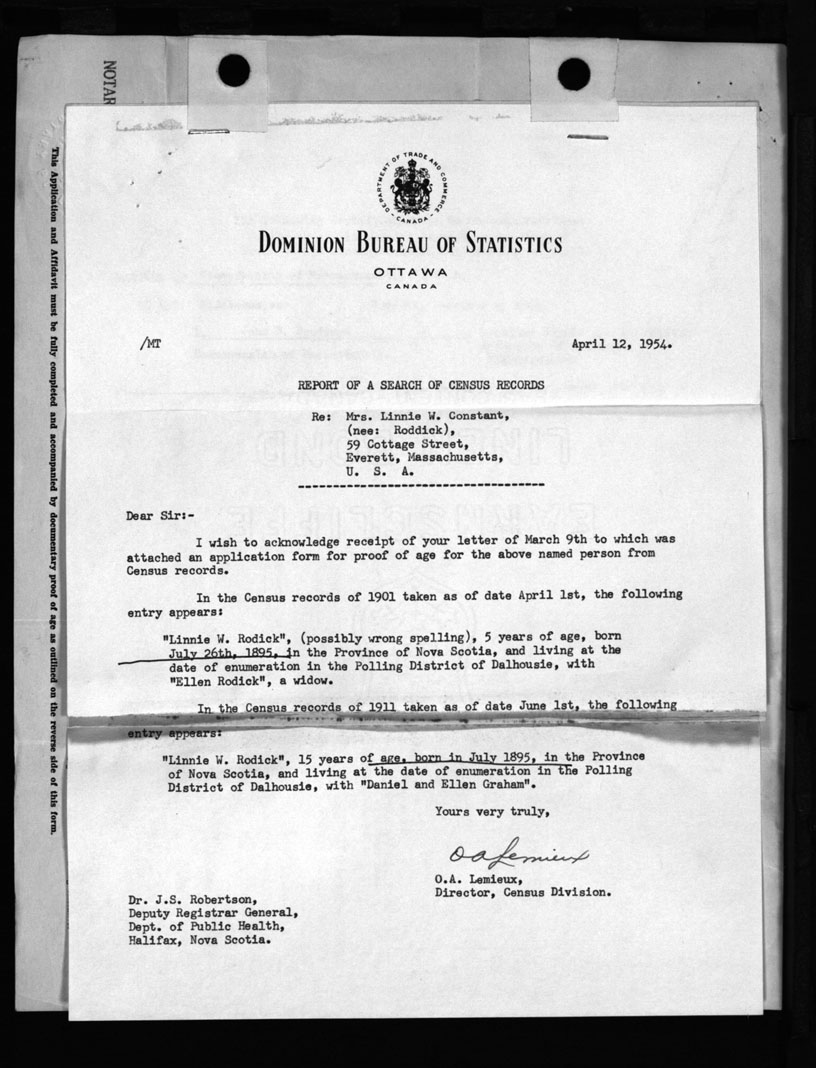 NOTAR
This Application and Affidavit must be fully completed and accompanied by documentary proof of age as outlined on the reverse side of this form.
DEPARTMENT OF TRADE AND COMMERCE
- CANADA -
DOMINION BUREAU OF STATISTICS
OTTAWA
CANADA
/MT
April 12, 1954.
REPORT OF A SEARCH OF CENSUS RECORDS
Re: Mrs. Linnie W. Constant,
(nee: Roddick),
59 Cottage Street,
Everett, Massachusetts,
U. S. A.
-----------------------------------
Dear Sir:-
I wish to acknowledge receipt of your letter of March 9th to which was
attached an application form for proof of age for the above named person from
Census records.
In the Census records of 1901 taken as of date April 1st, the following
entry appears:
"Linnie W. Rodick", (possibly wrong spelling), 5 years of age, born
July 26th, 1895, in the Province of Nova Scotia, and living at the
date of enumeration in the Polling District of Dalhousie, with
"Ellen Rodick", a widow.
In the Census records of 1911 taken as of date June 1st, the following
entry appears:
"Linnie W. Rodick", 15 years of age, born in July 1895, in the Province
of Nova Scotia, and living at the date of enumeration in the Polling
District of Dalhousie, with "Daniel and Ellen Graham".
Yours very truly,
O A Lemieux
O.A. Lemieux,
Director, Census Division.
Dr. J.S. Robertson,
Deputy Registrar General,
Dept. of Public Health,
Halifax, Nova Scotia.